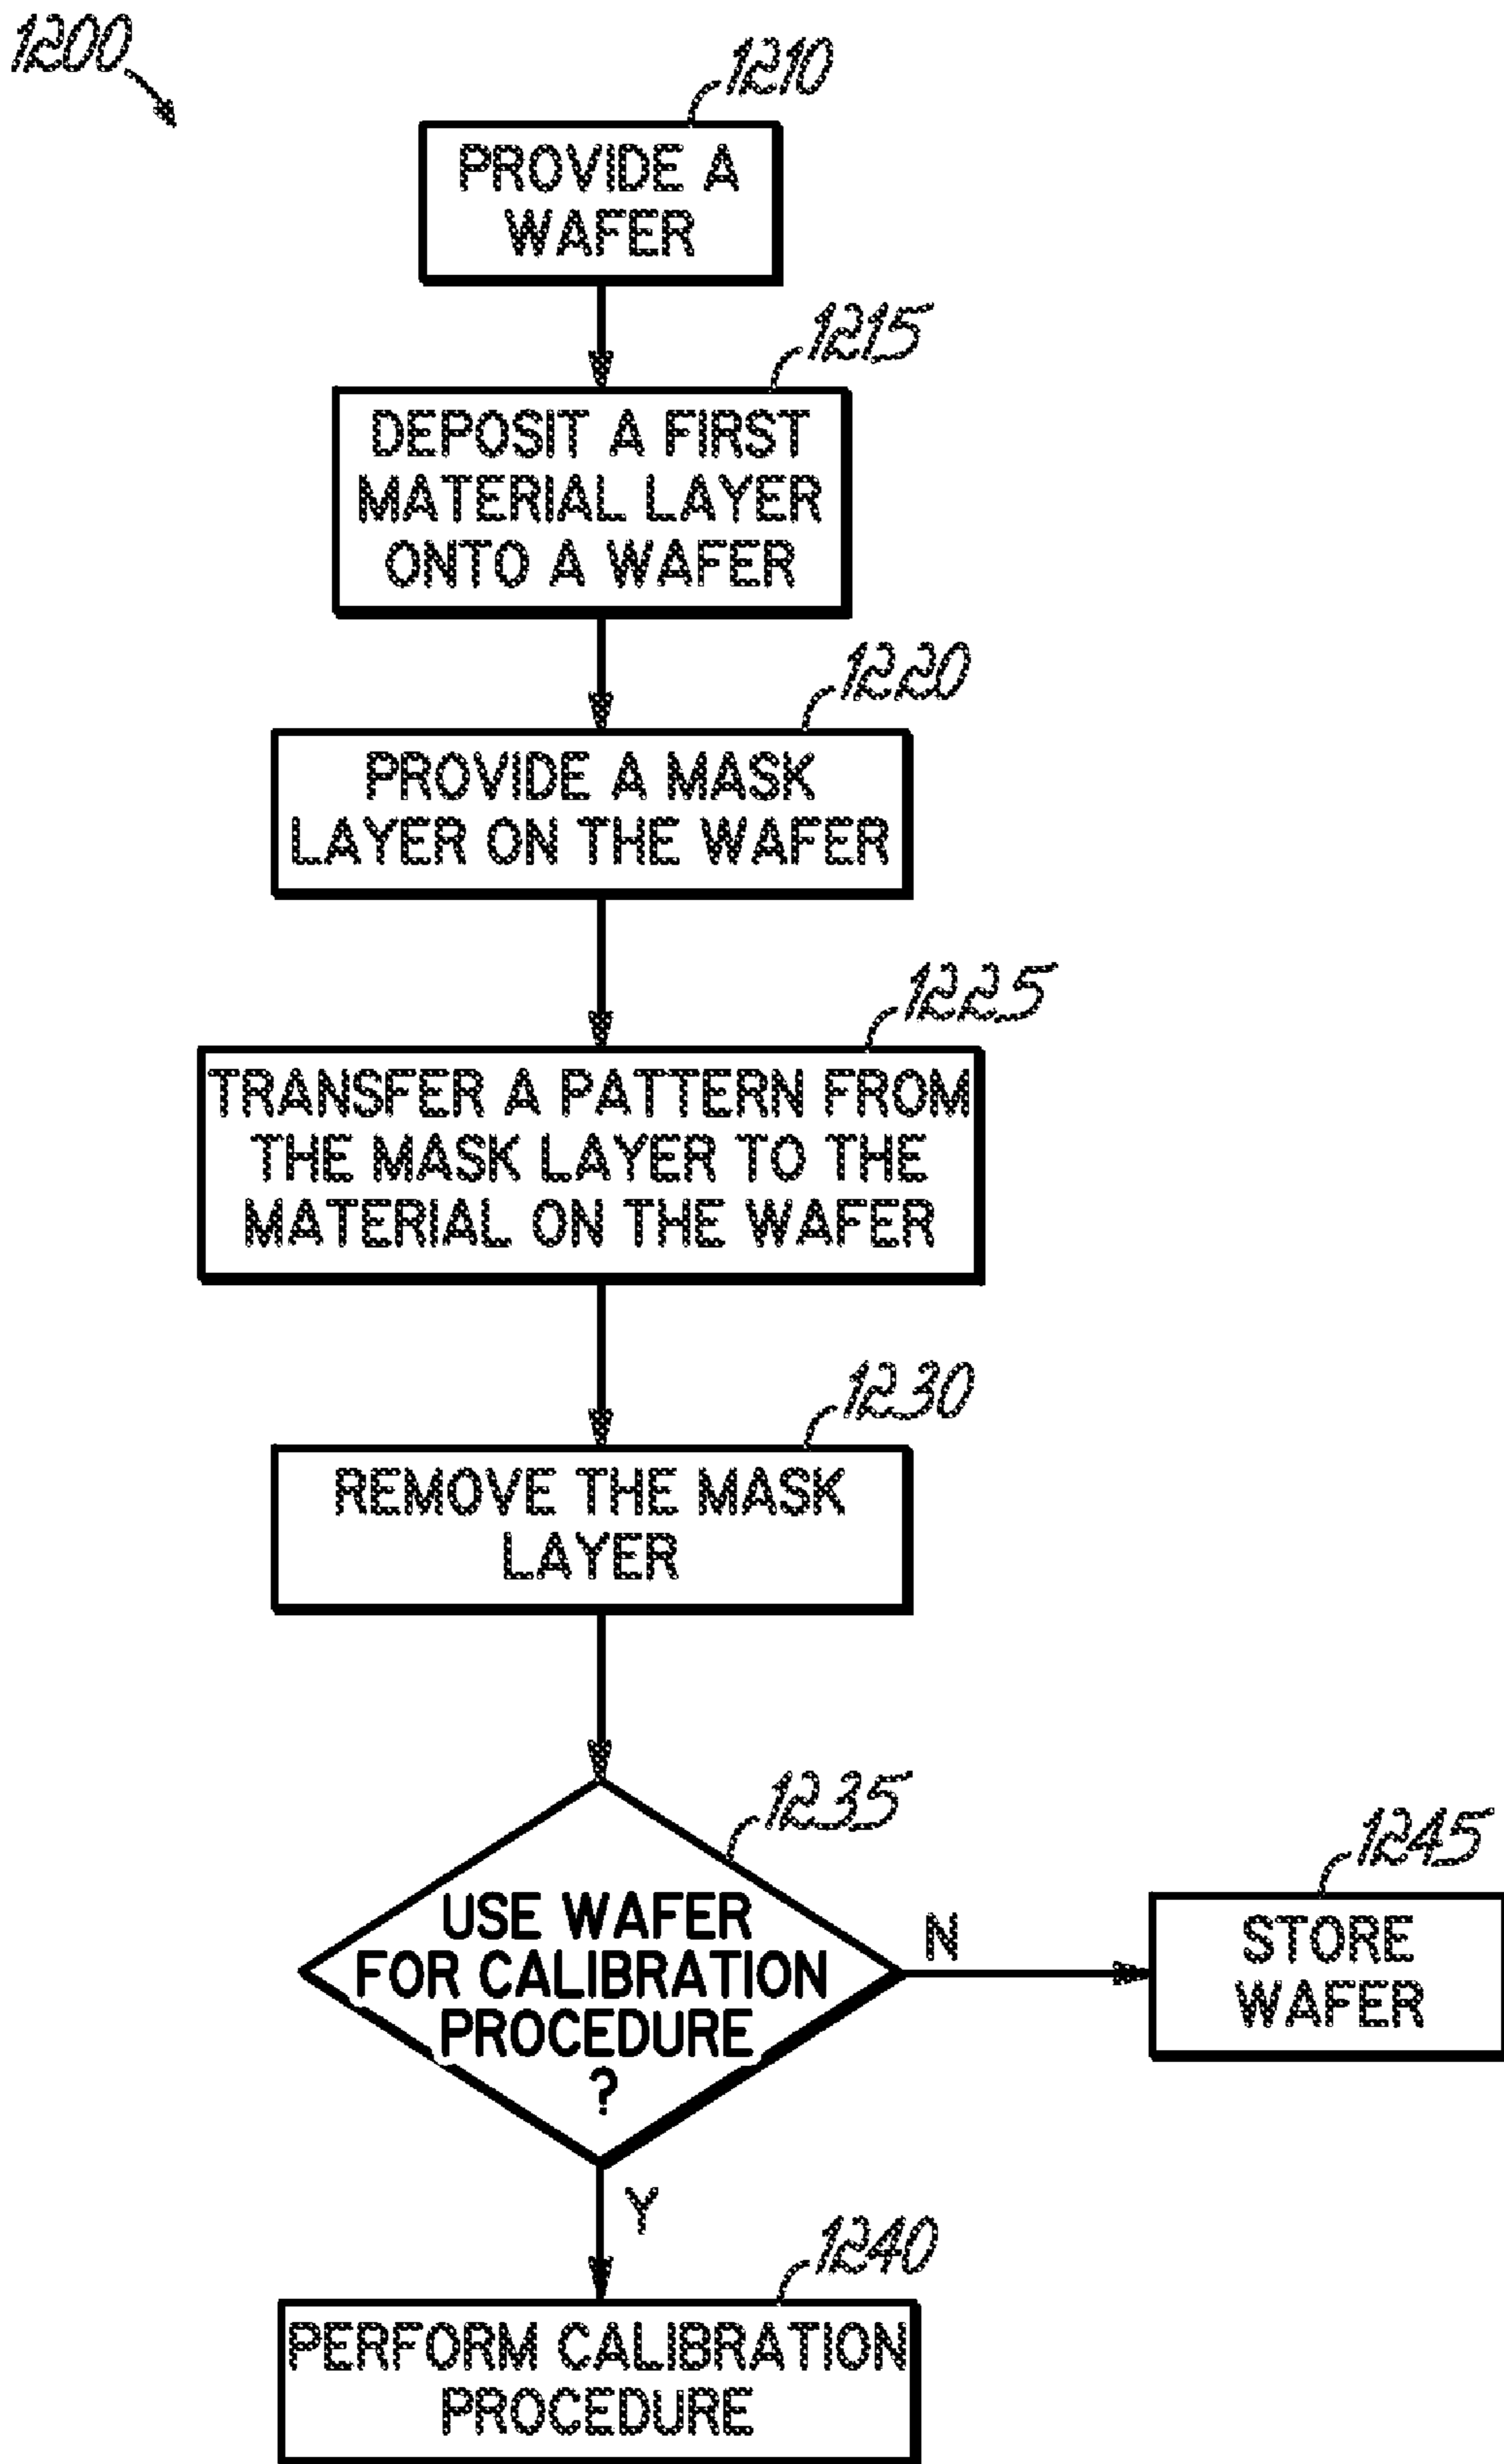 1200
1210
PROVIDE A
WAFER
1215
DEPOSIT A FIRST
MATERIAL LAYER
ONTO A WAFER
1220
PROVIDE A MASK
LAYER ON THE WAFER
1225
TRANSFER A PATTERN FROM
THE MASK LAYER TO THE
MATERIAL ON THE WAFER
1230
REMOVE THE MASK
LAYER
1235
USE WAFER
FOR CALIBRATION
PROCEDURE
?
N
1245
STORE
WAFER
Y
1240
PERFORM CALIBRATION
PROCEDURE